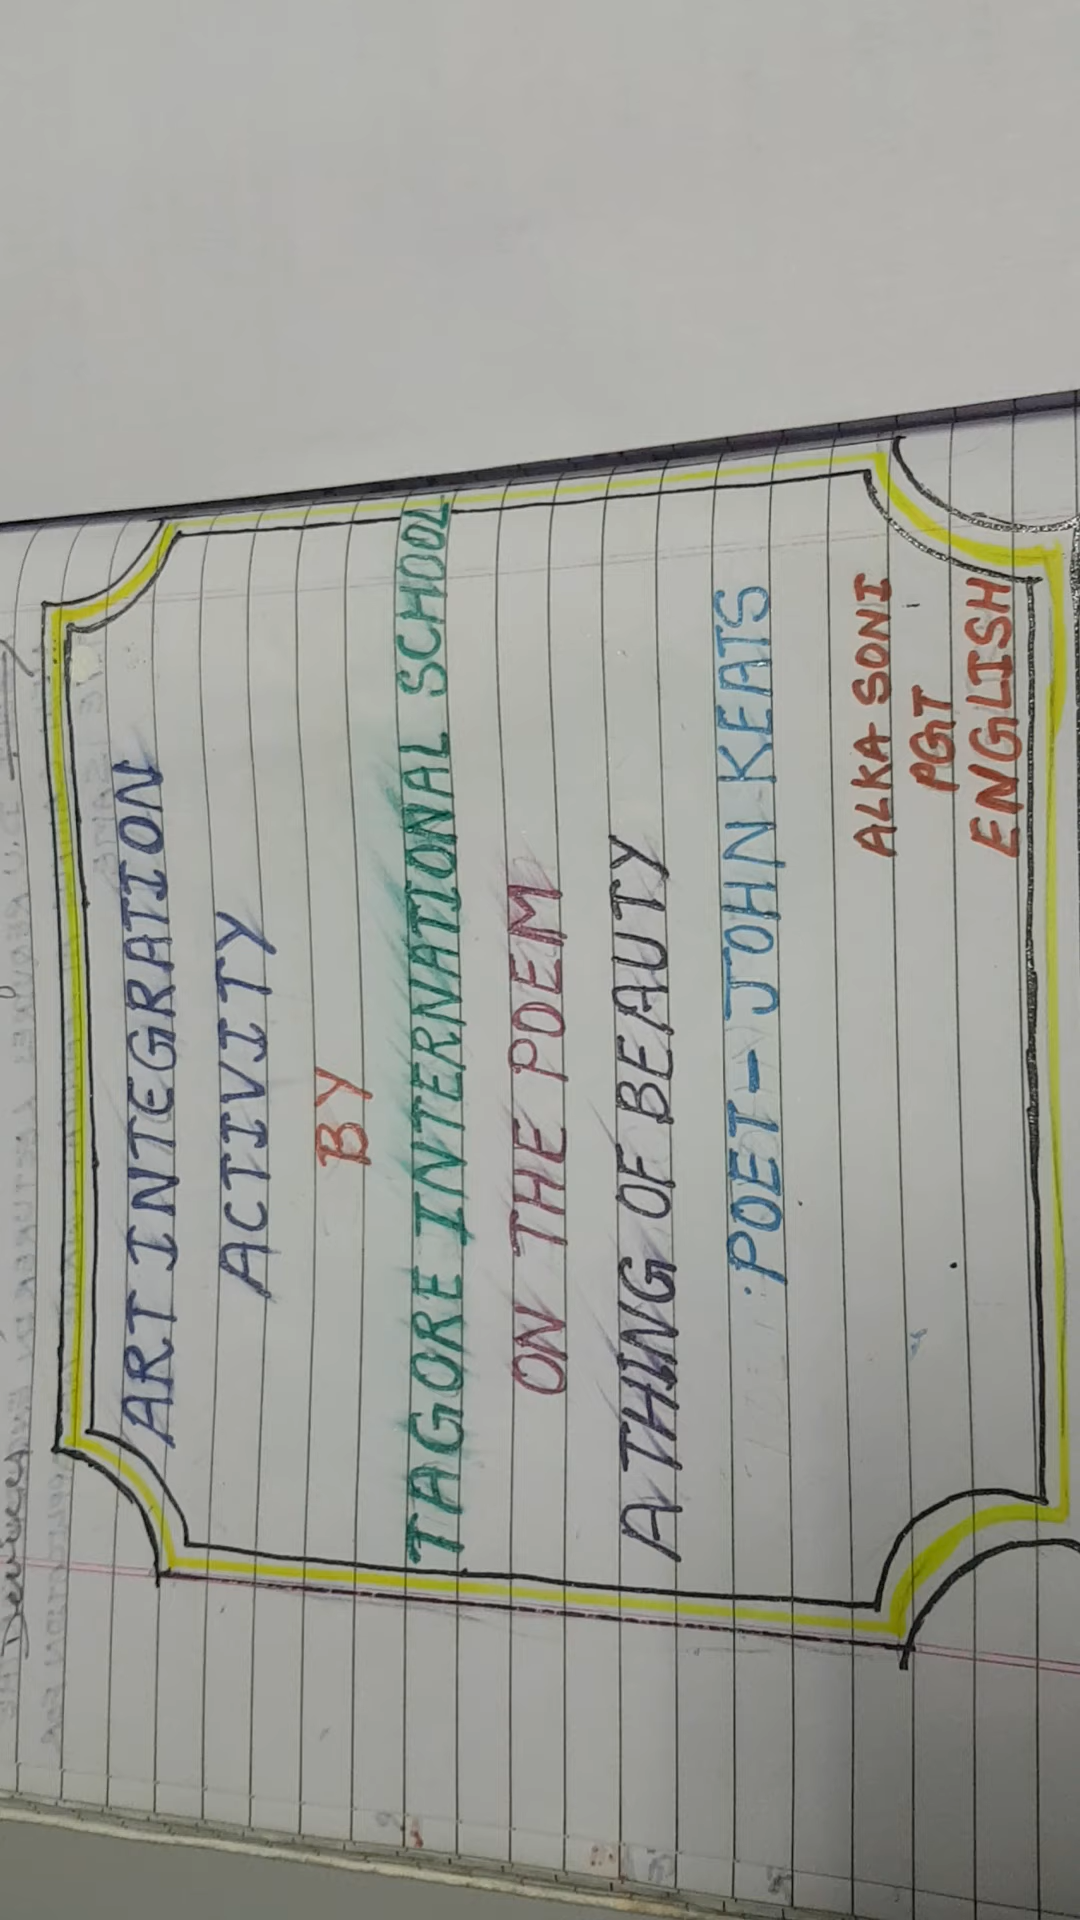 ART INTEGRATION
ACTIVITY
BY
TAGORE INTERNATIONAL SCHOOL
ON THE POEM
A THING OF BEAUTY
POET - JOHN KEATS
ALKA SONI
PGT
ENGLISH